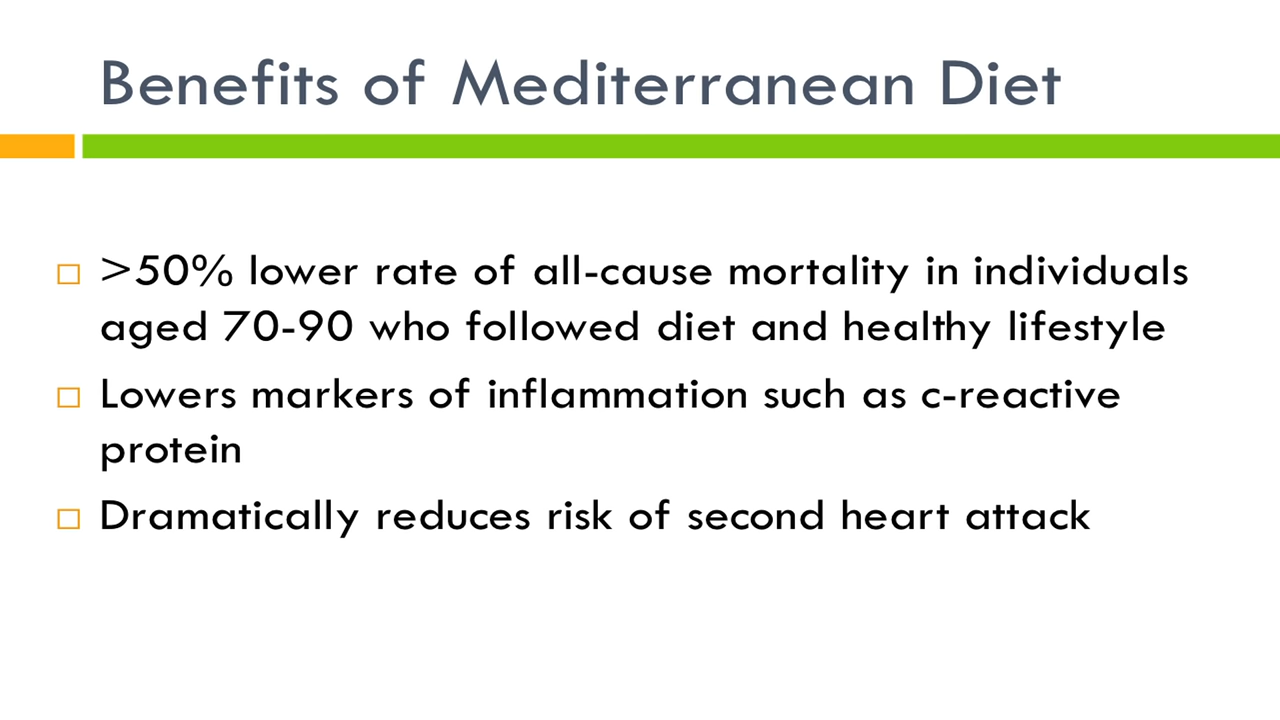 Benefits of Mediterranean Diet
>50% lower rate of all-cause mortality in individuals
aged 70-90 who followed diet and healthy lifestyle
Lowers markers of inflammation such as c-reactive
protein
Dramatically reduces risk of second heart attack